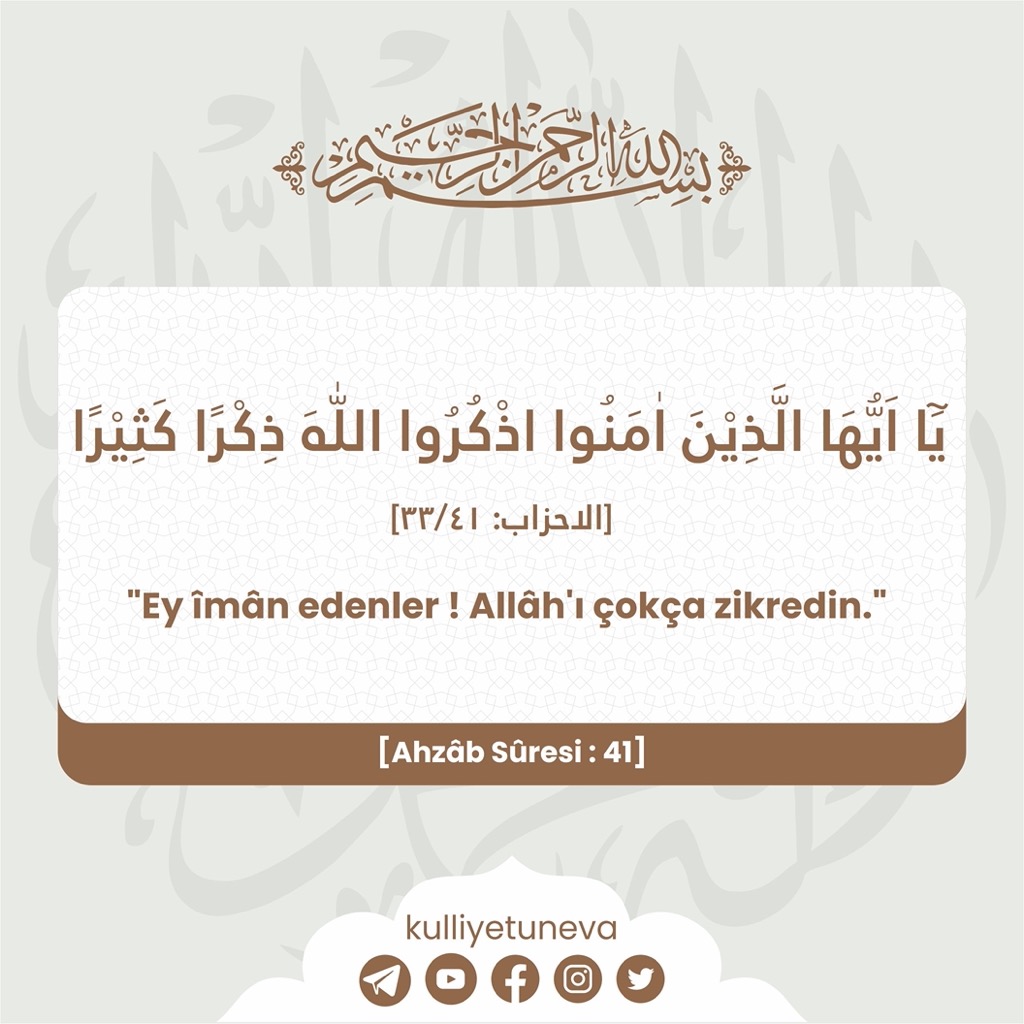 بِسْمِ اللهِ الرَّحْمٰنِ الرَّحِيمِ
يَٓا اَيُّهَا الَّذِيْنَ اٰمَنُوا اذْكُرُوا اللّٰهَ ذِكْرًا كَثِيْرًا
[الاحزاب: ٣٣/٤١]
"Ey îmân edenler ! Allâh'ı çokça zikredin."
[Ahzâb Sûresi : 41]
kulliyetuneva